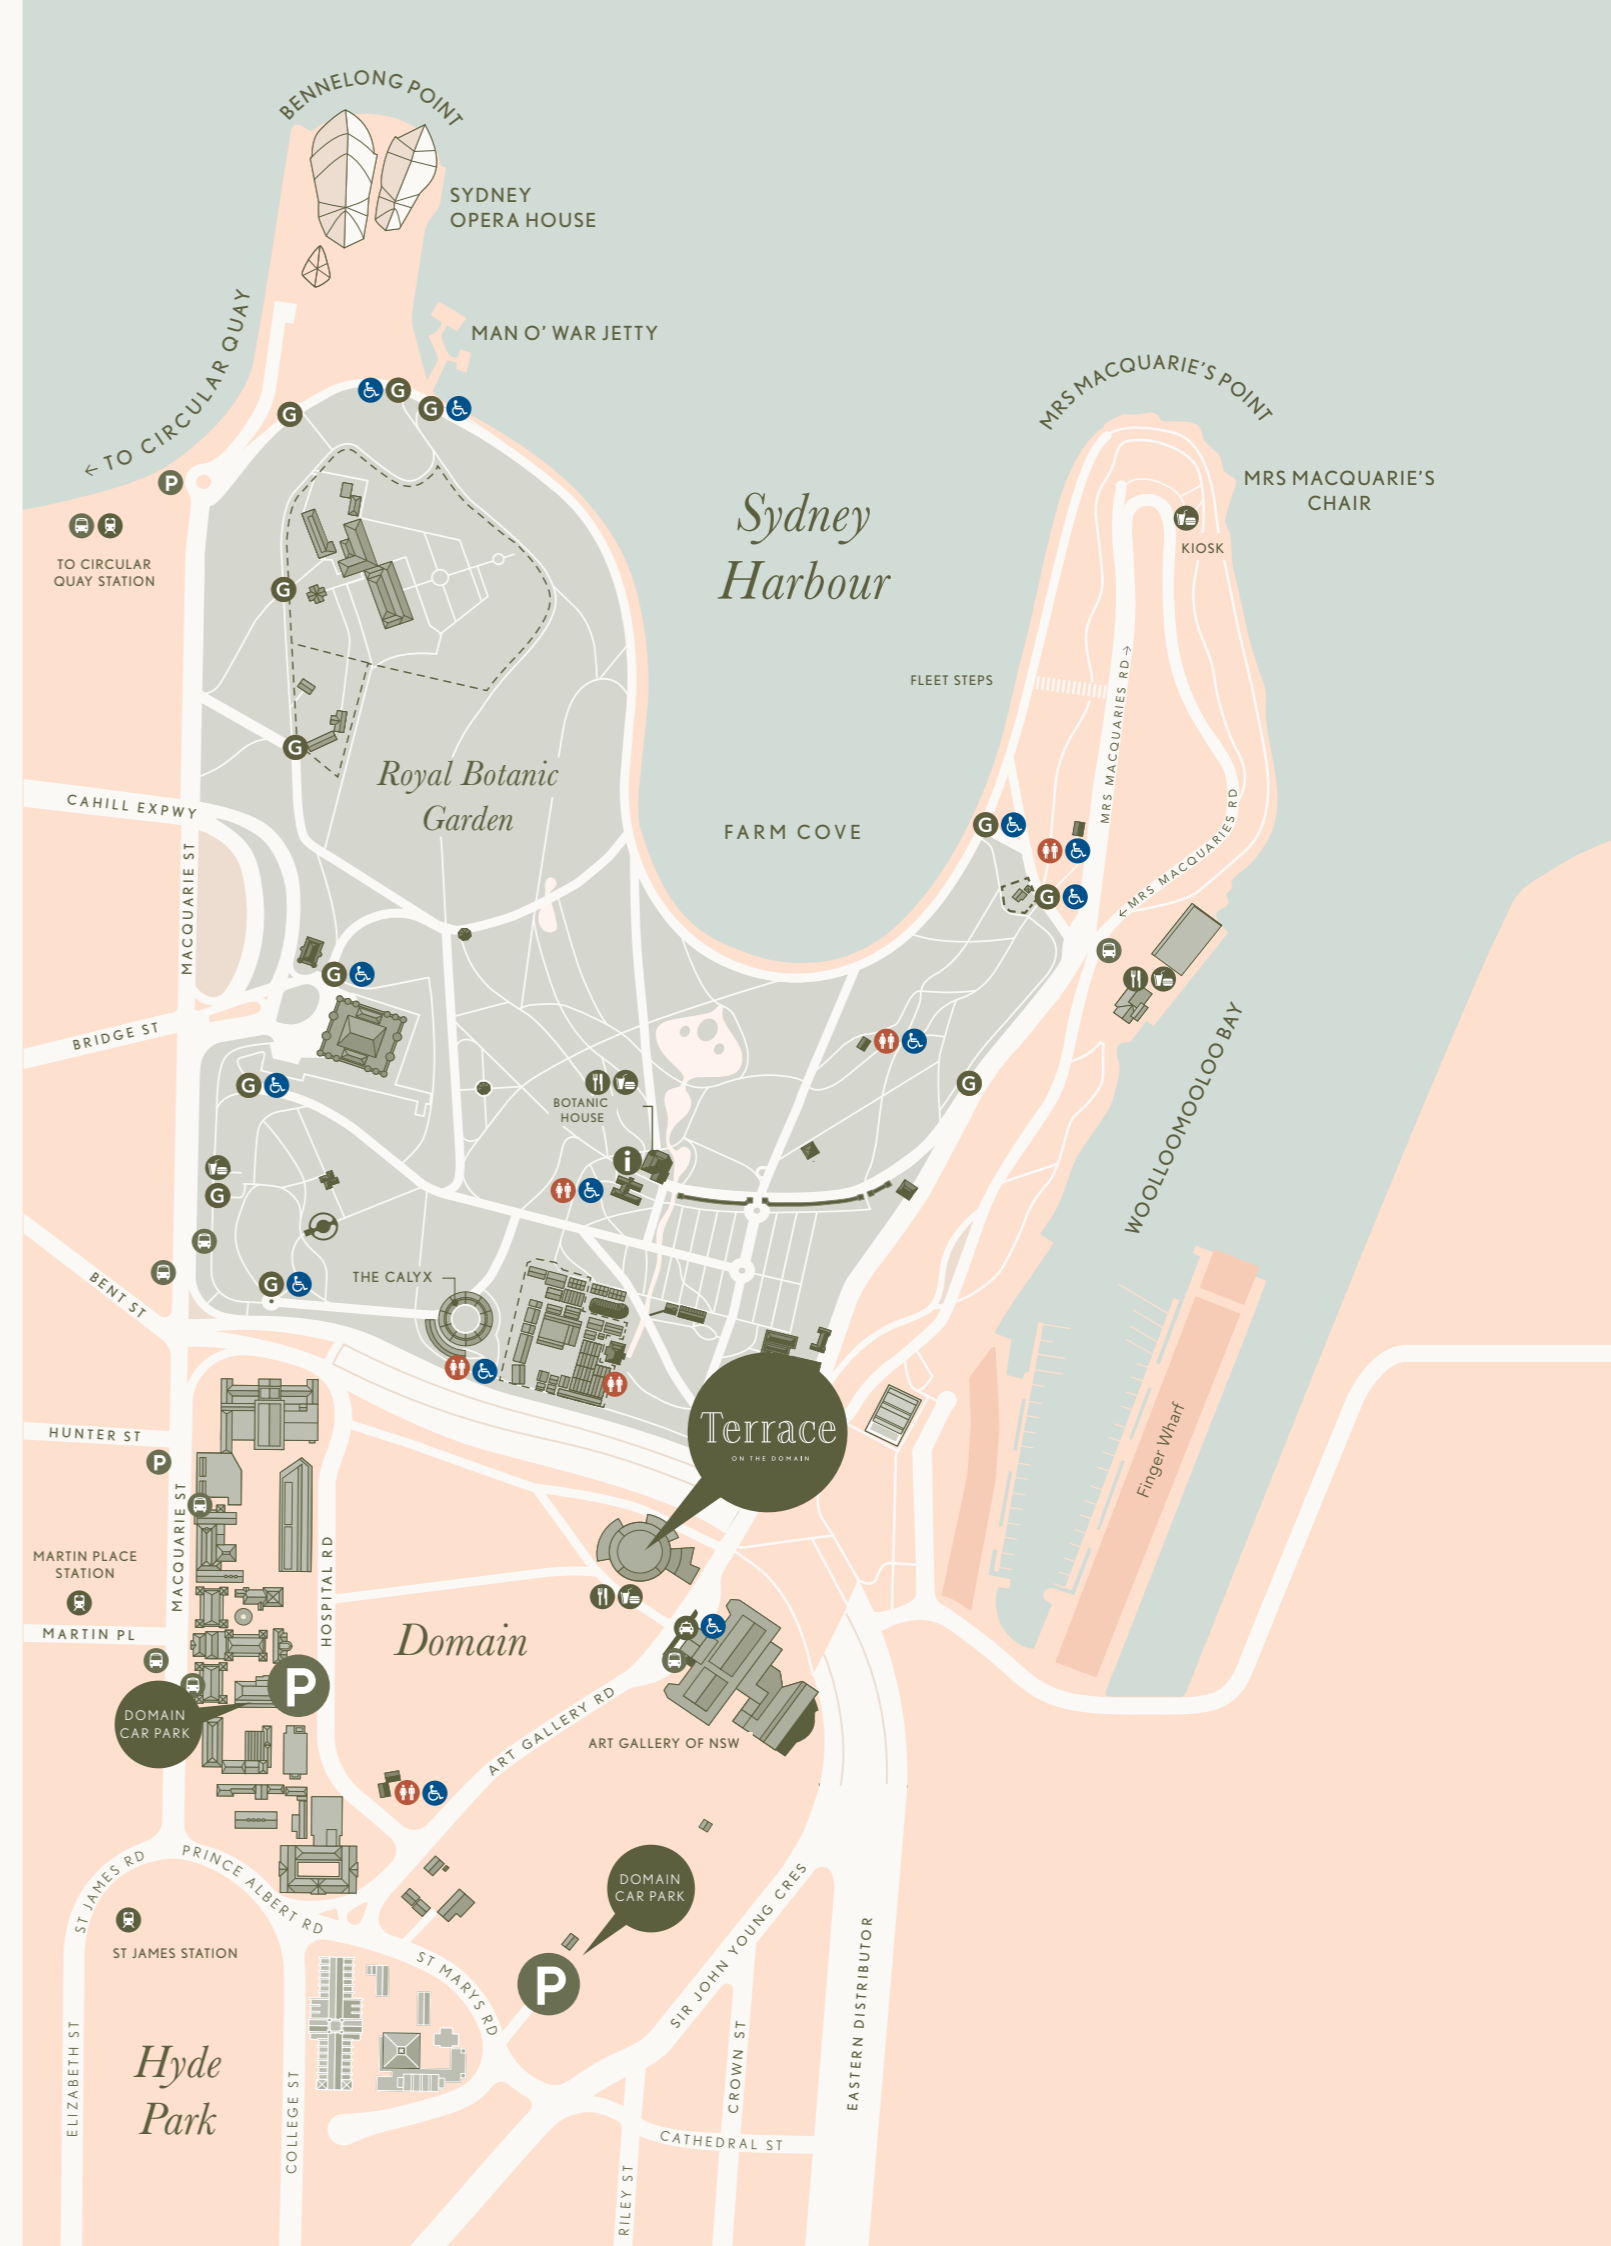 BENNELONG POINT
SYDNEY
OPERA HOUSE
← TO CIRCULAR QUAY
MAN O' WAR JETTY
G
G
G
P
TO CIRCULAR
QUAY STATION
MRS MACQUARIE'S POINT
MRS MACQUARIE'S
CHAIR
KIOSK
Sydney
Harbour
G
FLEET STEPS
MRS MACQUARIES RD →
← MRS MACQUARIES RD
G
Royal Botanic
Garden
CAHILL EXPWY
FARM COVE
G
G
MACQUARIE ST
G
BRIDGE ST
G
G
BOTANIC
HOUSE
i
G
WOOLLOOMOOLOO BAY
BENT ST
G
THE CALYX
Terrace
ON THE DOMAIN
Finger Wharf
HUNTER ST
P
MACQUARIE ST
HOSPITAL RD
MARTIN PLACE
STATION
MARTIN PL
Domain
P
DOMAIN
CAR PARK
ART GALLERY RD
ART GALLERY OF NSW
ST JAMES RD
PRINCE ALBERT RD
ST JAMES STATION
DOMAIN
CAR PARK
P
ST MARYS RD
SIR JOHN YOUNG CRES
EASTERN DISTRIBUTOR
CROWN ST
Hyde
Park
ELIZABETH ST
COLLEGE ST
CATHEDRAL ST
RILEY ST